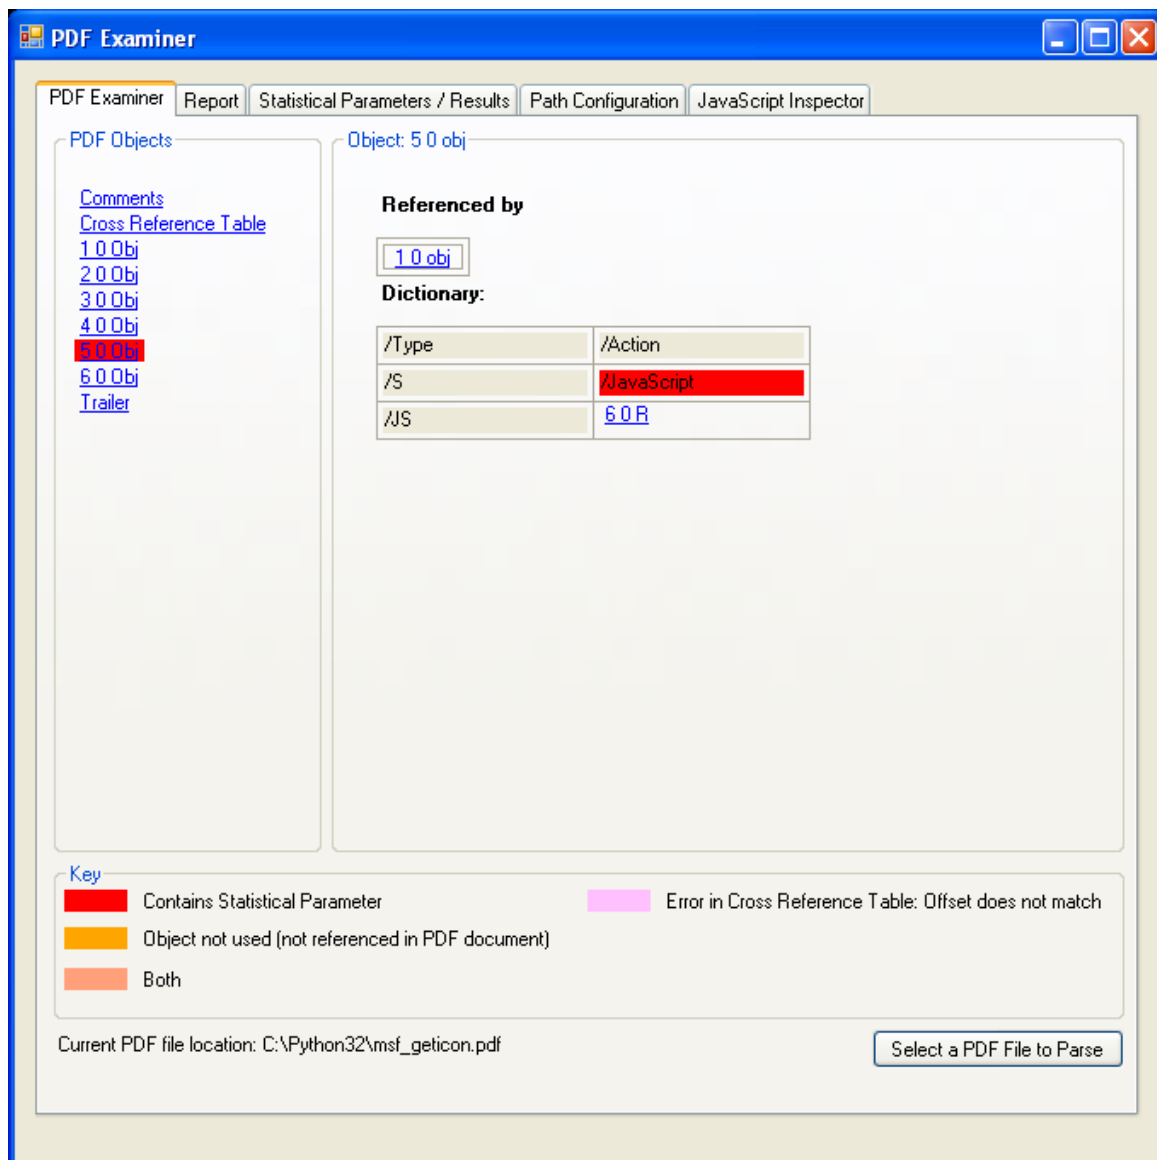 PDF Examiner
PDF Examiner Report Statistical Parameters / Results Path Configuration JavaScript Inspector
PDF Objects
Comments
Cross Reference Table
1 0 Obj
2 0 Obj
3 0 Obj
4 0 Obj
5 0 Obj
6 0 Obj
Trailer
Object: 5 0 obj
Referenced by
1 0 obj
Dictionary:
/Type /Action
/S /JavaScript
/JS 6 0 R
Key
Contains Statistical Parameter
Object not used (not referenced in PDF document)
Both
Error in Cross Reference Table: Offset does not match
Current PDF file location: C:\Python32\msf_geticon.pdf
Select a PDF File to Parse